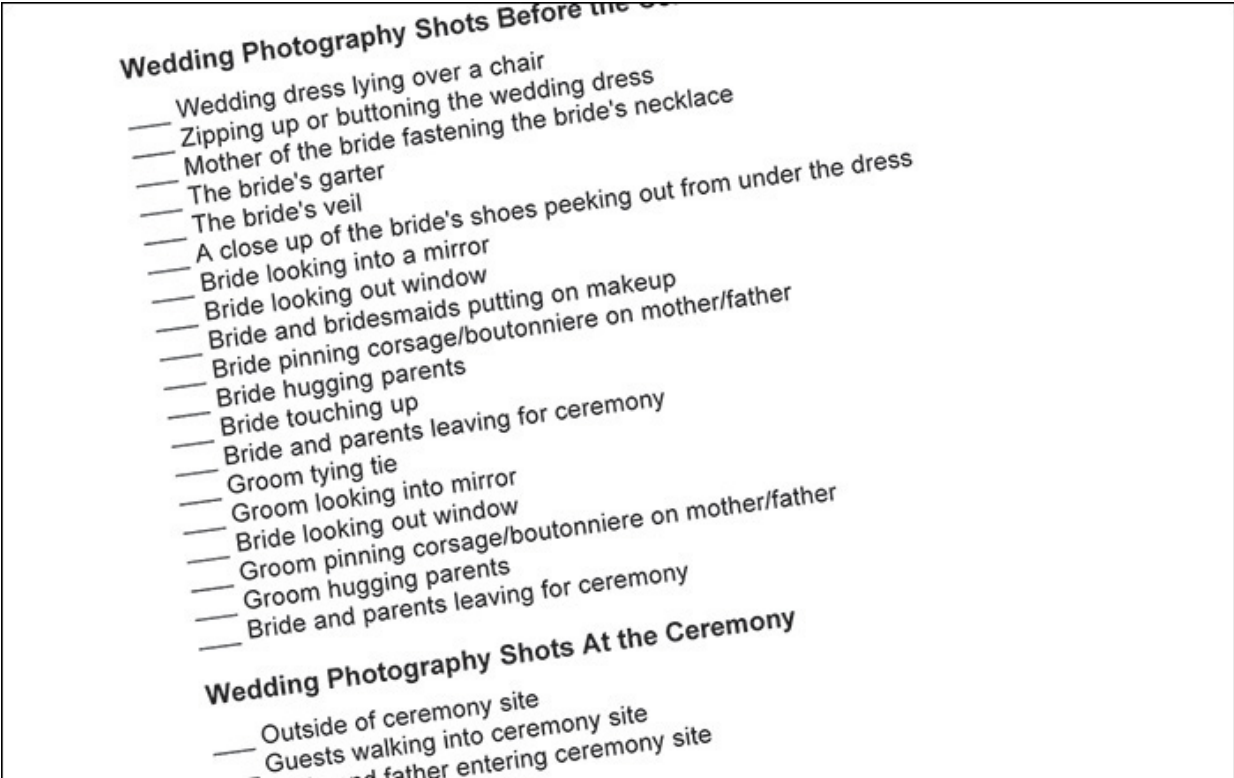 Wedding Photography Shots Before the
___ Wedding dress lying over a chair
___ Zipping up or buttoning the wedding dress
___ Mother of the bride fastening the bride's necklace
___ The bride's garter
___ The bride's veil
___ A close up of the bride's shoes peeking out from under the dress
___ Bride looking into a mirror
___ Bride looking out window
___ Bride and bridesmaids putting on makeup
___ Bride pinning corsage/boutonniere on mother/father
___ Bride hugging parents
___ Bride touching up
___ Bride and parents leaving for ceremony
___ Groom tying tie
___ Groom looking into mirror
___ Bride looking out window
___ Groom pinning corsage/boutonniere on mother/father
___ Groom hugging parents
___ Bride and parents leaving for ceremony
Wedding Photography Shots At the Ceremony
___ Outside of ceremony site
___ Guests walking into ceremony site
father entering ceremony site